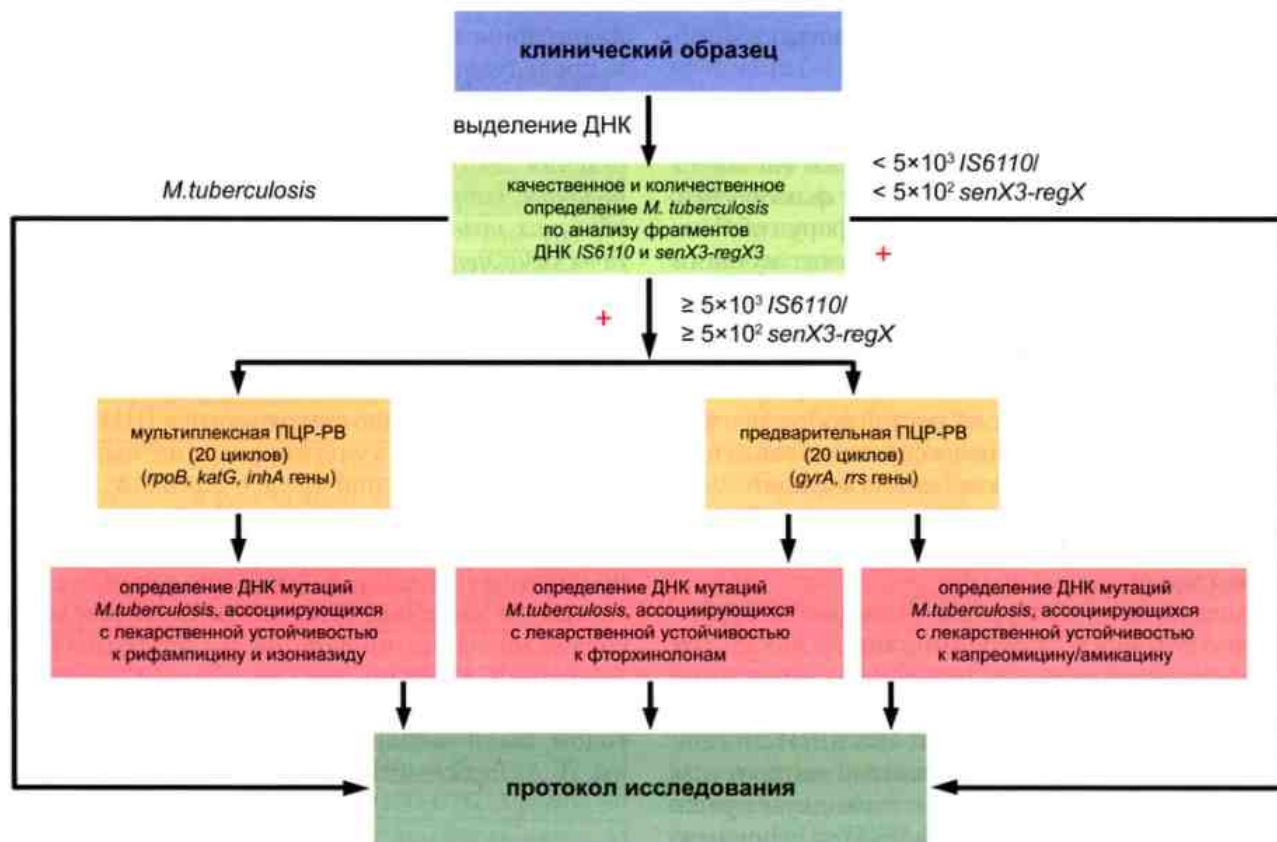 клинический образец
выделение ДНК
M.tuberculosis
качественное и количественное
определение M. tuberculosis
по анализу фрагментов
ДНК IS6110 и senX3-regX3
< 5×10³ IS6110/
< 5×10² senX3-regX
+
+
≥ 5×10³ IS6110/
≥ 5×10² senX3-regX
мультиплексная ПЦР-РВ
(20 циклов)
(rpoB, katG, inhA гены)
предварительная ПЦР-РВ
(20 циклов)
(gyrA, rrs гены)
определение ДНК мутаций
M.tuberculosis, ассоциирующихся
с лекарственной устойчивостью
к рифампицину и изониазиду
определение ДНК мутаций
M.tuberculosis, ассоциирующихся
с лекарственной устойчивостью
к фторхинолонам
определение ДНК мутаций
M.tuberculosis, ассоциирующихся
с лекарственной устойчивостью
к капреомицину/амикацину
протокол исследования